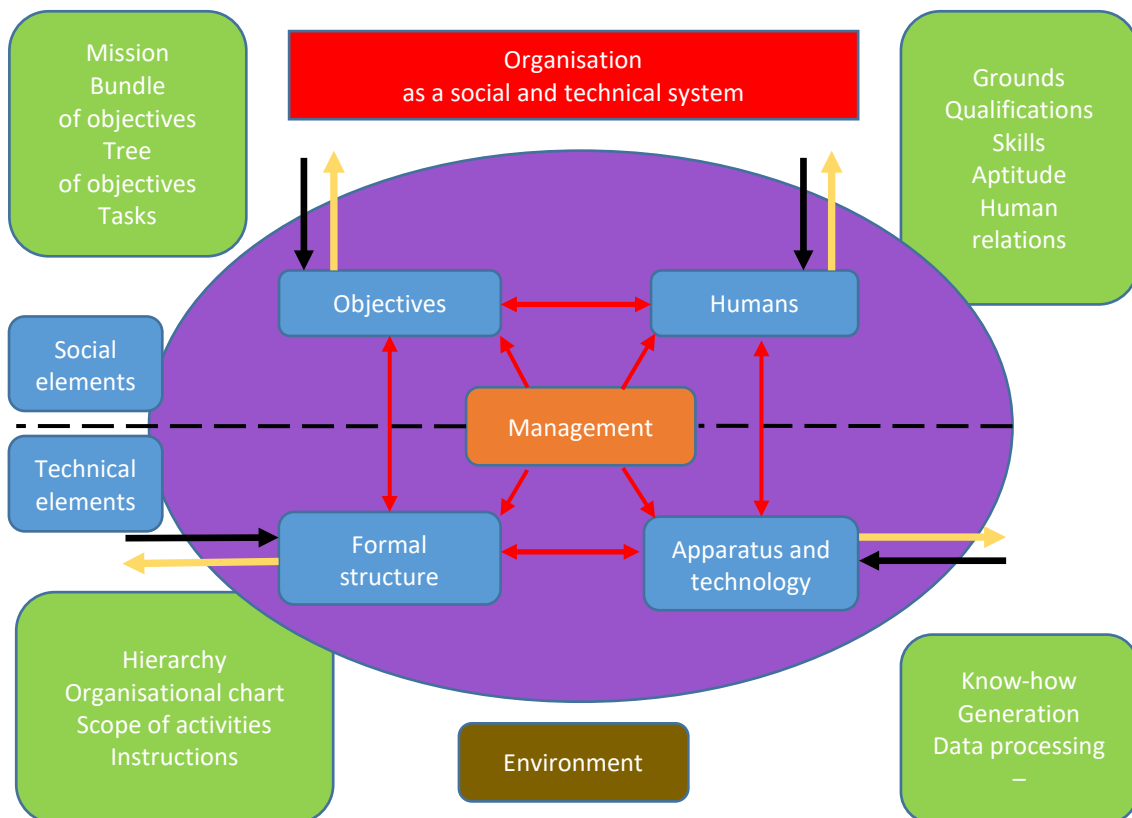 Mission
Bundle
of objectives
Tree
of objectives
Tasks
Organisation
as a social and technical system
Grounds
Qualifications
Skills
Aptitude
Human
relations
Objectives
Humans
Social
elements
Management
Technical
elements
Formal
structure
Apparatus and
technology
Hierarchy
Organisational chart
Scope of activities
Instructions
Environment
Know-how
Generation
Data processing
–